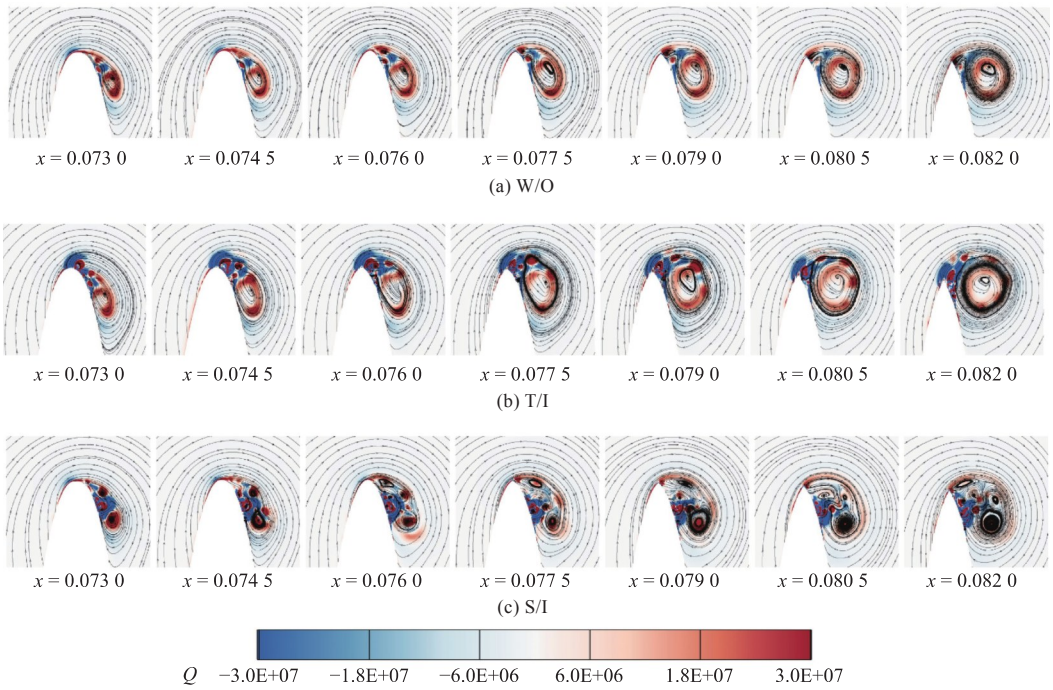 x = 0.073 0 x = 0.074 5 x = 0.076 0 x = 0.077 5 x = 0.079 0 x = 0.080 5 x = 0.082 0
(a) W/O
x = 0.073 0 x = 0.074 5 x = 0.076 0 x = 0.077 5 x = 0.079 0 x = 0.080 5 x = 0.082 0
(b) T/I
x = 0.073 0 x = 0.074 5 x = 0.076 0 x = 0.077 5 x = 0.079 0 x = 0.080 5 x = 0.082 0
(c) S/I
Q −3.0E+07 −1.8E+07 −6.0E+06 6.0E+06 1.8E+07 3.0E+07